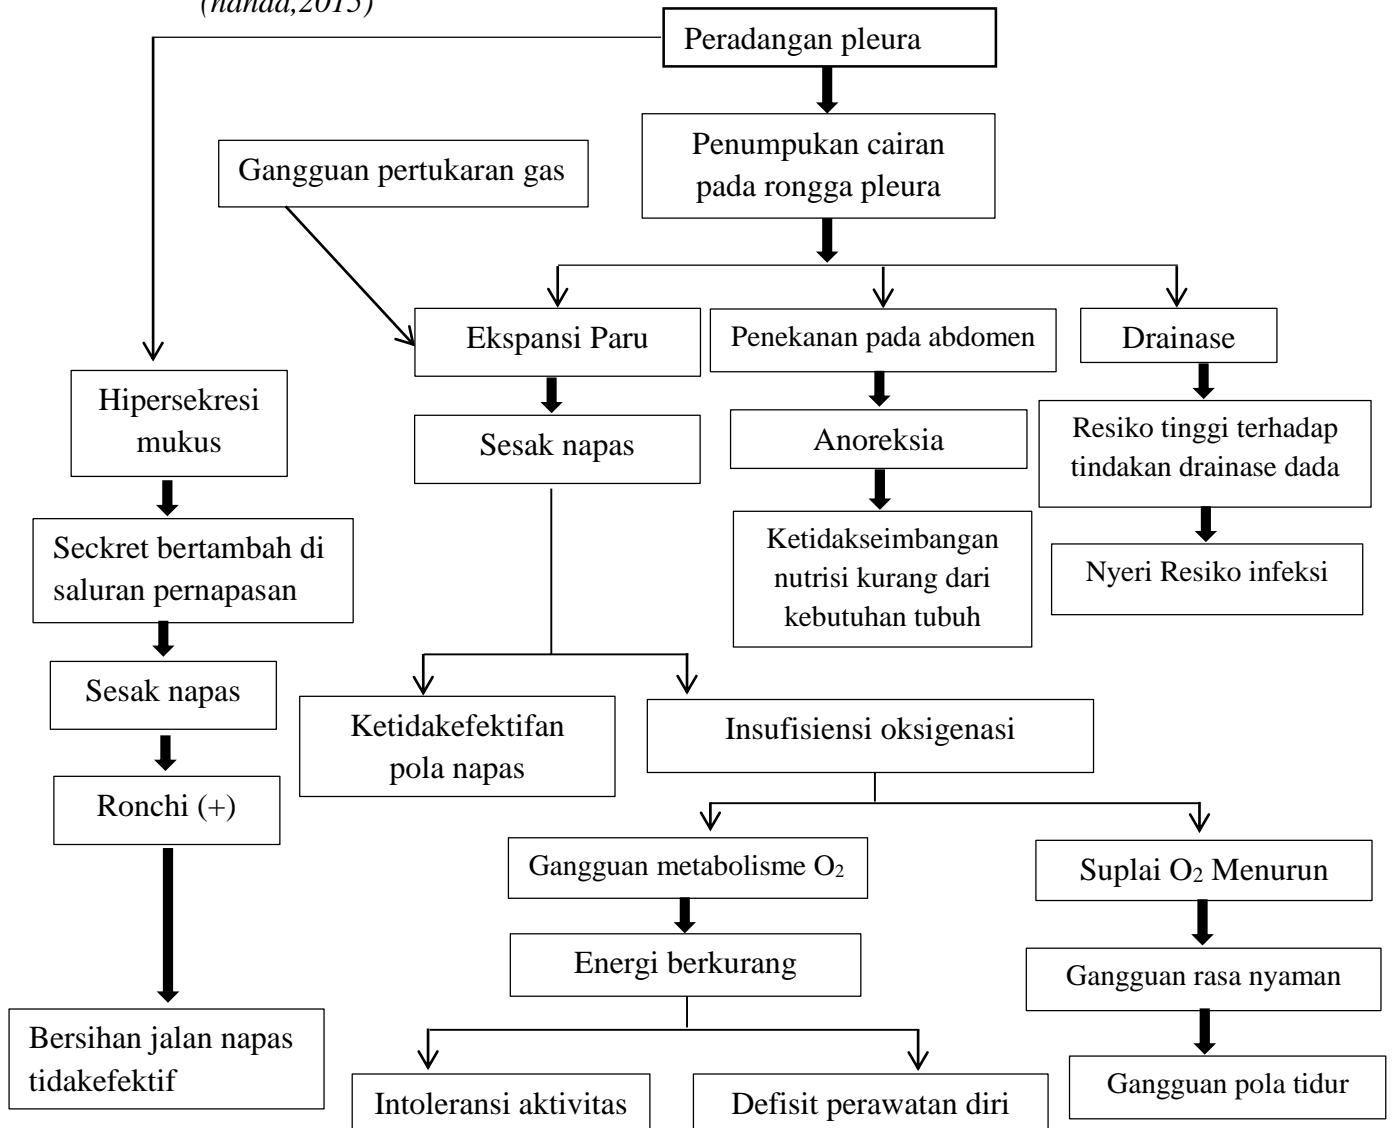 (nanda,2015)
Peradangan pleura
Penumpukan cairan
pada rongga pleura
Gangguan pertukaran gas
Ekspansi Paru
Penekanan pada abdomen
Drainase
Hipersekresi
mukus
Sesak napas
Anoreksia
Resiko tinggi terhadap
tindakan drainase dada
Seckret bertambah di
saluran pernapasan
Ketidakseimbangan
nutrisi kurang dari
kebutuhan tubuh
Nyeri Resiko infeksi
Sesak napas
Ketidakefektifan
pola napas
Insufisiensi oksigenasi
Ronchi (+)
Gangguan metabolisme O₂
Suplai O₂ Menurun
Energi berkurang
Gangguan rasa nyaman
Bersihan jalan napas
tidakefektif
Intoleransi aktivitas
Defisit perawatan diri
Gangguan pola tidur